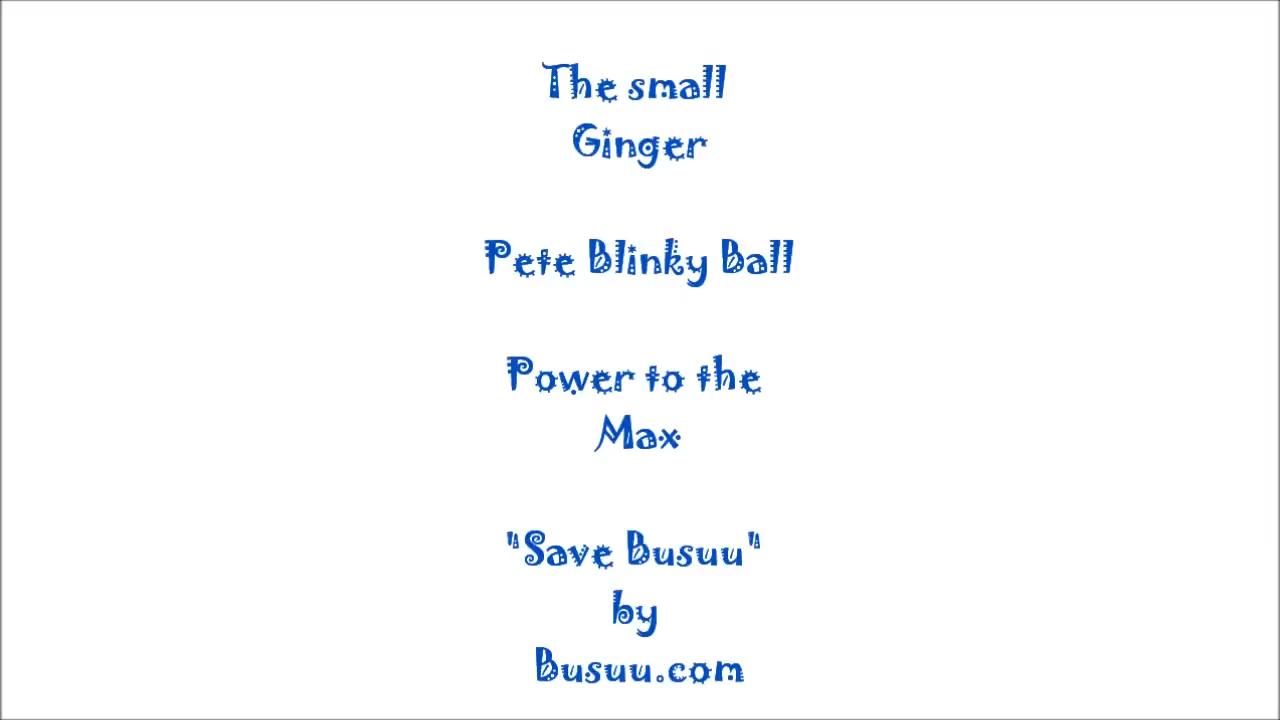 The small
Ginger
Pete Blinky Ball
Power to the
Max
"Save Busuu"
by
Busuu.com